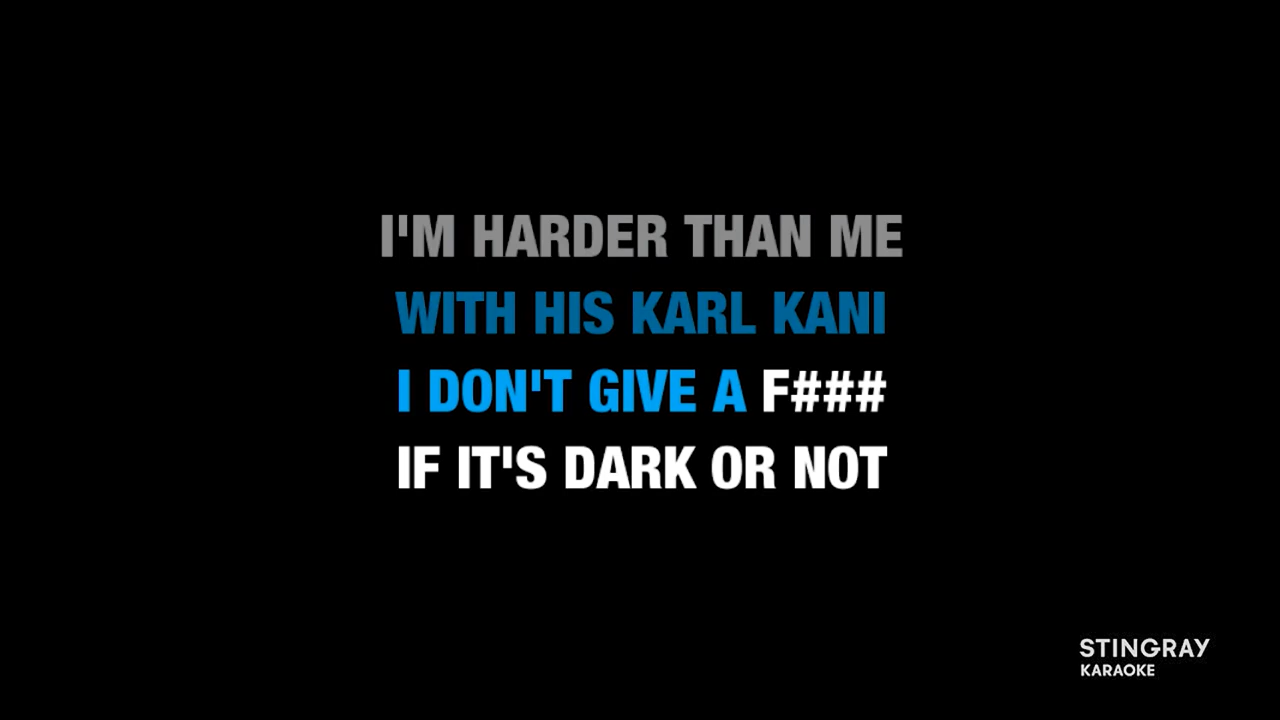 I'M HARDER THAN ME
WITH HIS KARL KANI
I DON'T GIVE A F###
IF IT'S DARK OR NOT
STINGRAY
KARAOKE